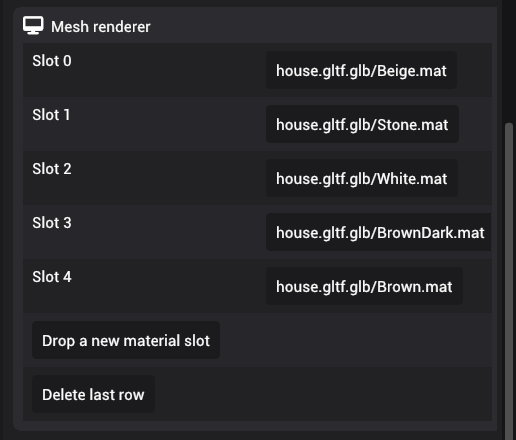 Mesh renderer
Slot 0 house.gltf.glb/Beige.mat
Slot 1 house.gltf.glb/Stone.mat
Slot 2 house.gltf.glb/White.mat
Slot 3 house.gltf.glb/BrownDark.mat
Slot 4 house.gltf.glb/Brown.mat
Drop a new material slot
Delete last row